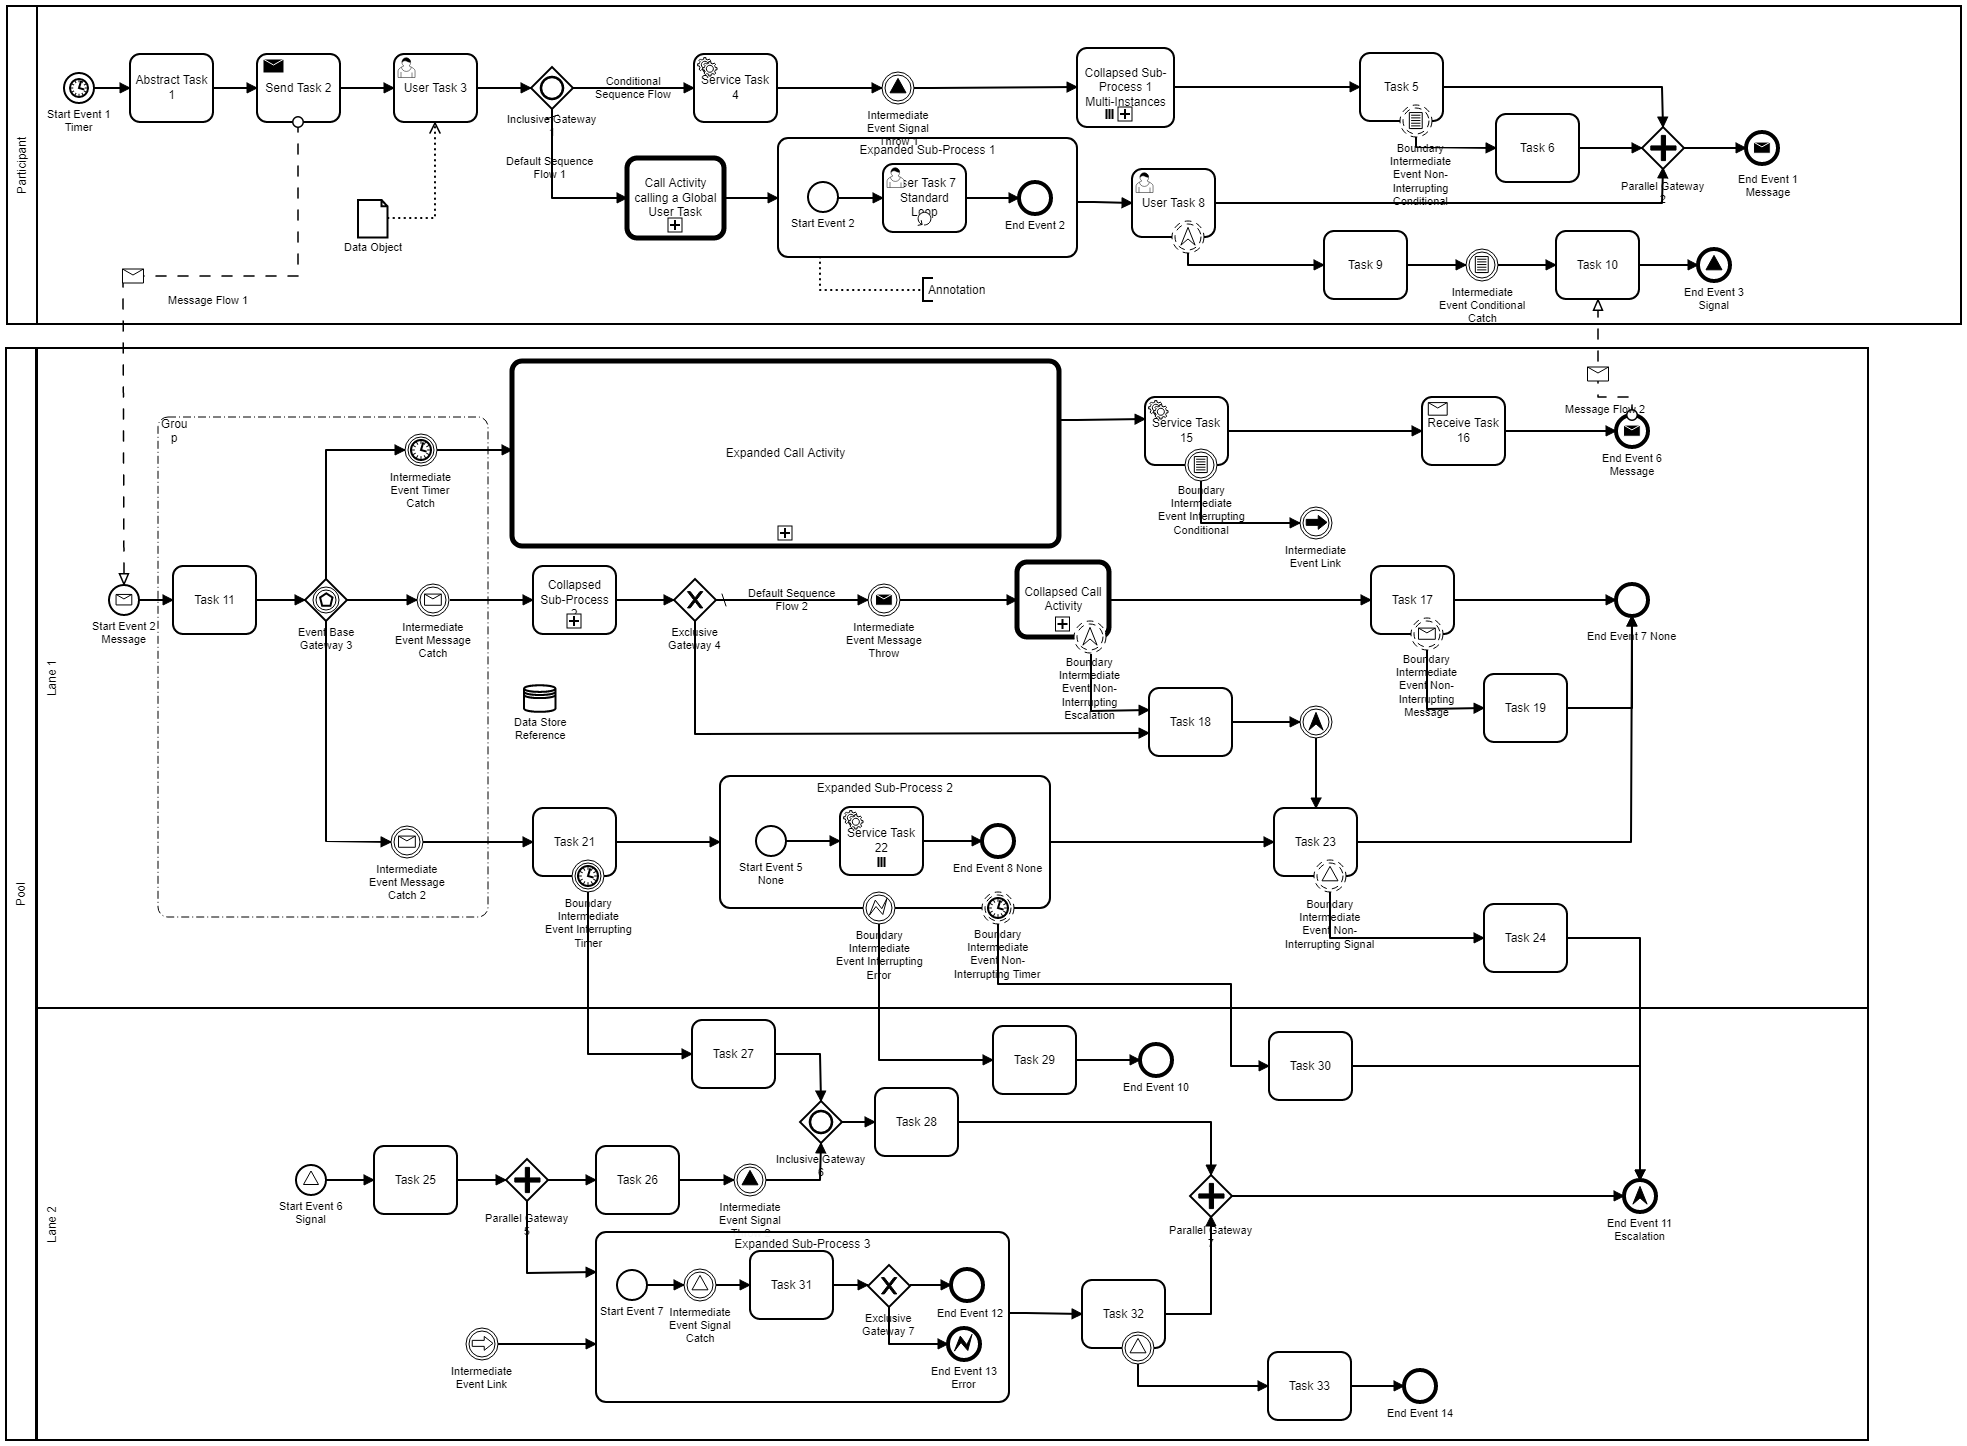 Participant
Start Event 1
Timer
Abstract Task
1
Send Task 2
User Task 3
Inclusive Gateway
Conditional
Sequence Flow
Service Task
4
Intermediate
Event Signal
Throw 1
Collapsed Sub-
Process 1
Multi-Instances
Task 5
Boundary
Intermediate
Event Non-
Interrupting
Conditional
Task 6
Parallel Gateway
2
End Event 1
Message
Default Sequence
Flow 1
Call Activity
calling a Global
User Task
Expanded Sub-Process 1
Start Event 2
User Task 7
Standard
Loop
End Event 2
User Task 8
Data Object
Message Flow 1
Annotation
Task 9
Intermediate
Event Conditional
Catch
Task 10
End Event 3
Signal
Pool
Lane 1
Grou
p
Intermediate
Event Timer
Catch
Expanded Call Activity
Service Task
15
Boundary
Intermediate
Event Interrupting
Conditional
Intermediate
Event Link
Receive Task
16
Message Flow 2
End Event 6
Message
Start Event 2
Message
Task 11
Event Base
Gateway 3
Intermediate
Event Message
Catch
Collapsed
Sub-Process
Exclusive
Gateway 4
Default Sequence
Flow 2
Intermediate
Event Message
Throw
Collapsed Call
Activity
Boundary
Intermediate
Event Non-
Interrupting
Escalation
Task 17
Boundary
Intermediate
Event Non-
Interrupting
Message
End Event 7 None
Data Store
Reference
Task 18
Task 19
Intermediate
Event Message
Catch 2
Task 21
Boundary
Intermediate
Event Interrupting
Timer
Expanded Sub-Process 2
Start Event 5
None
Service Task
22
End Event 8 None
Boundary
Intermediate
Event Interrupting
Error
Boundary
Intermediate
Event Non-
Interrupting Timer
Task 23
Boundary
Intermediate
Event Non-
Interrupting Signal
Task 24
Lane 2
Task 27
Task 29
End Event 10
Task 30
Inclusive Gateway
6
Task 28
Start Event 6
Signal
Task 25
Parallel Gateway
5
Task 26
Intermediate
Event Signal
Parallel Gateway
7
End Event 11
Escalation
Expanded Sub-Process 3
Start Event 7
Intermediate
Event Signal
Catch
Task 31
Exclusive
Gateway 7
End Event 12
End Event 13
Error
Intermediate
Event Link
Task 32
Task 33
End Event 14